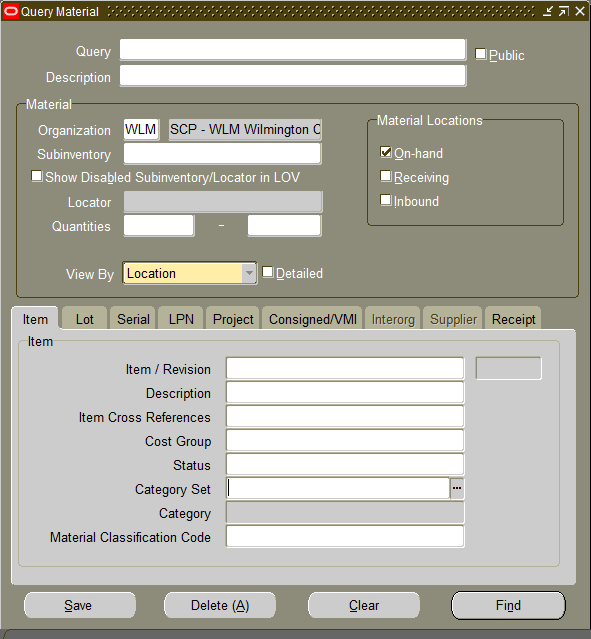 Query Material
Query
Public
Description
Material
Organization WLM SCP - WLM Wilmington C
Subinventory
Show Disabled Subinventory/Locator in LOV
Locator
Quantities -
View By Location Detailed
Material Locations
On-hand
Receiving
Inbound
Item Lot Serial LPN Project Consigned/VMI Interorg Supplier Receipt
Item
Item / Revision
Description
Item Cross References
Cost Group
Status
Category Set ...
Category
Material Classification Code
Save Delete (A) Clear Find